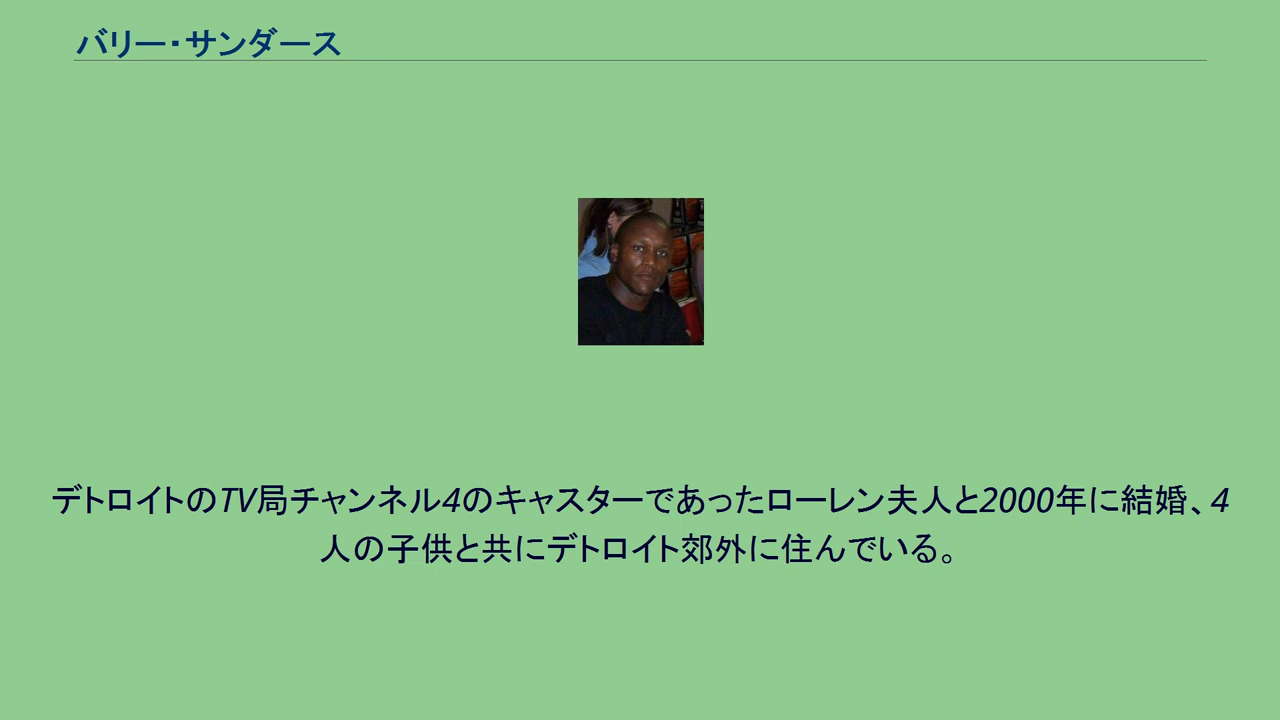 バリー・サンダース
デトロイトのTV局チャンネル4のキャスターであったローレン夫人と2000年に結婚、4
人の子供と共にデトロイト郊外に住んでいる。